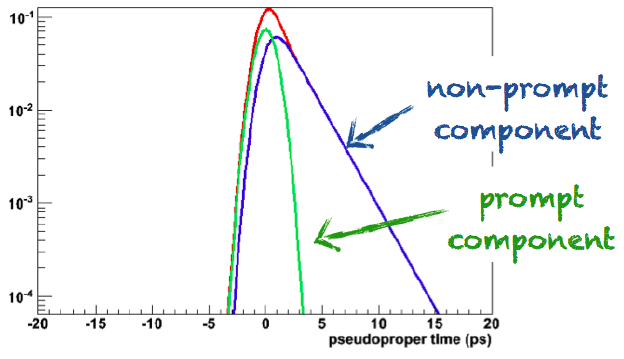 10⁻¹
10⁻²
10⁻³
10⁻⁴
non-prompt
component
prompt
component
-20 -15 -10 -5 0 5 10 15 20
pseudoproper time (ps)